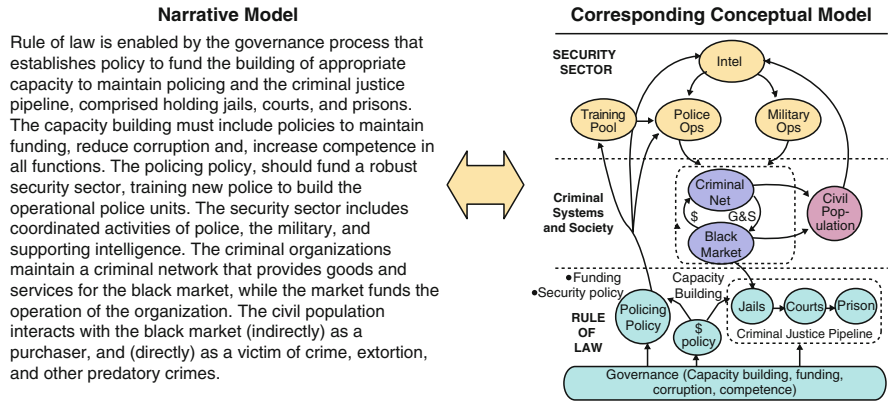 Narrative Model
Rule of law is enabled by the governance process that
establishes policy to fund the building of appropriate
capacity to maintain policing and the criminal justice
pipeline, comprised holding jails, courts, and prisons.
The capacity building must include policies to maintain
funding, reduce corruption and, increase competence in
all functions. The policing policy, should fund a robust
security sector, training new police to build the
operational police units. The security sector includes
coordinated activities of police, the military, and
supporting intelligence. The criminal organizations
maintain a criminal network that provides goods and
services for the black market, while the market funds the
operation of the organization. The civil population
interacts with the black market (indirectly) as a
purchaser, and (directly) as a victim of crime, extortion,
and other predatory crimes.
Corresponding Conceptual Model
SECURITY
SECTOR
Intel
Training
Pool
Police
Ops
Military
Ops
Criminal
Systems
and Society
Criminal
Net
$
G&S
Black
Market
Civil
Pop-
ulation
•Funding
•Security policy
Capacity
Building
RULE
OF
LAW
Policing
Policy
$
policy
Jails
Courts
Prison
Criminal Justice Pipeline
Governance (Capacity building, funding,
corruption, competence)